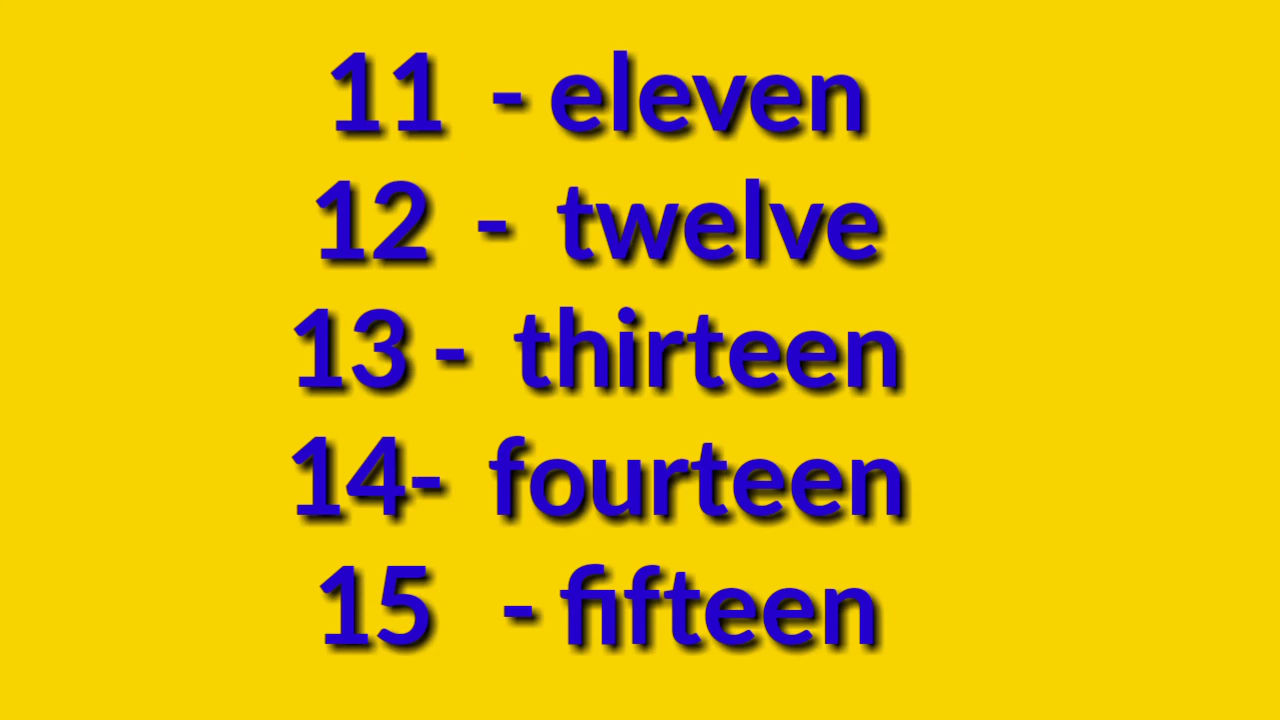 11 - eleven
12 - twelve
13 - thirteen
14- fourteen
15 - fifteen